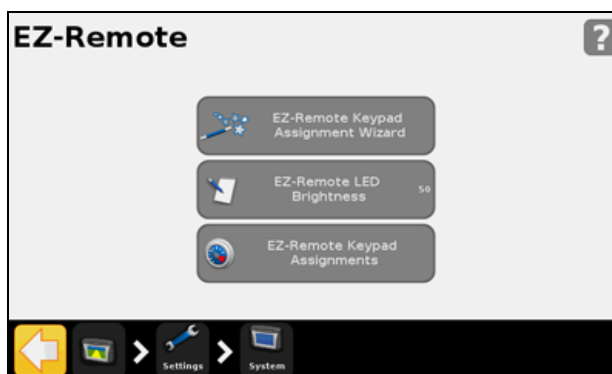 EZ-Remote
?
EZ-Remote Keypad
Assignment Wizard
EZ-Remote LED
Brightness
50
EZ-Remote Keypad
Assignments
Settings
System